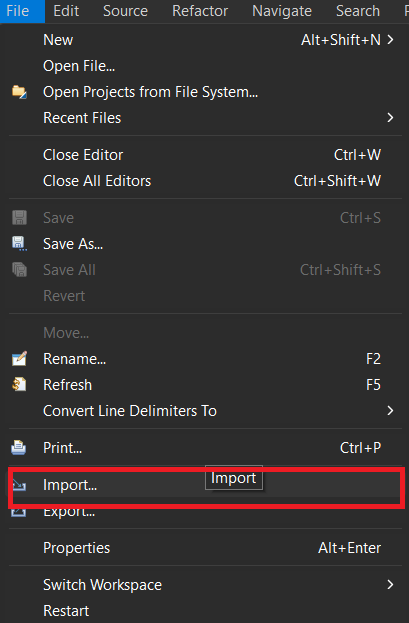 File Edit Source Refactor Navigate Search
New Alt+Shift+N >
Open File...
Open Projects from File System...
Recent Files >
Close Editor Ctrl+W
Close All Editors Ctrl+Shift+W
Save Ctrl+S
Save As...
Save All Ctrl+Shift+S
Revert
Move...
Rename... F2
Refresh F5
Convert Line Delimiters To >
Print... Ctrl+P
Import... Import
Export...
Properties Alt+Enter
Switch Workspace >
Restart